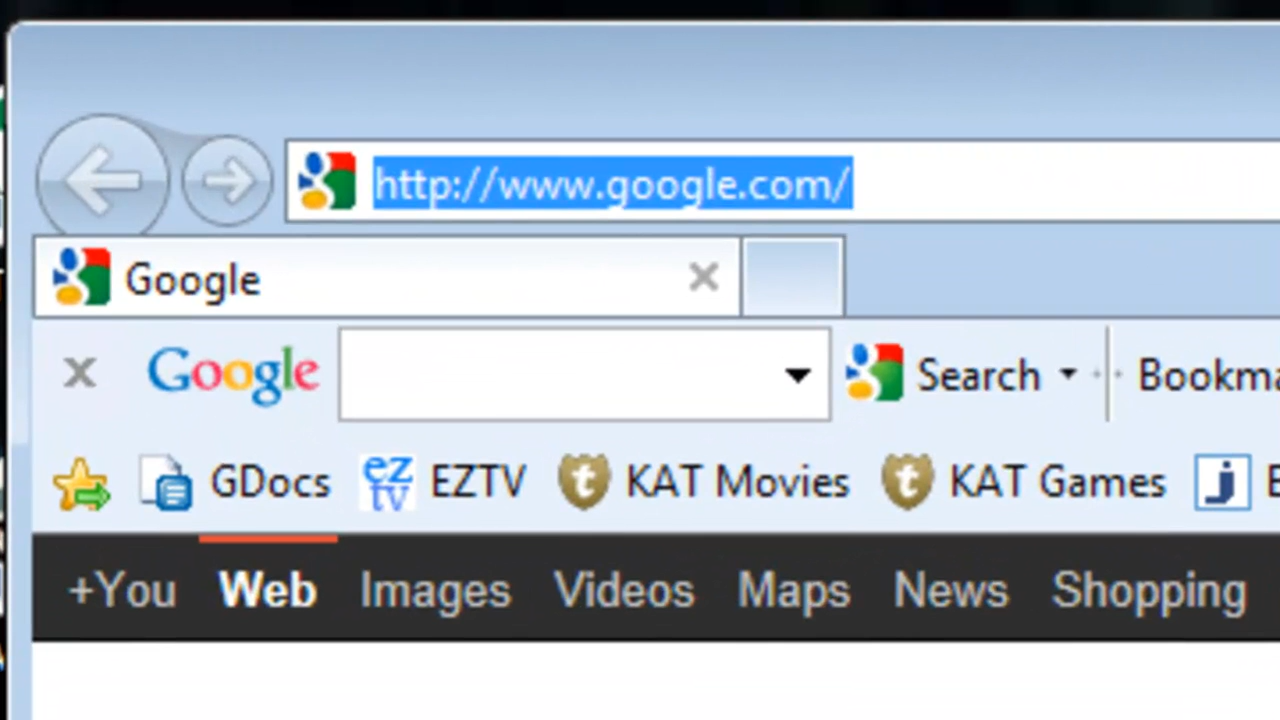 http://www.google.com/
Google
Google Search Bookma
GDocs EZTV KAT Movies KAT Games E
+You Web Images Videos Maps News Shopping